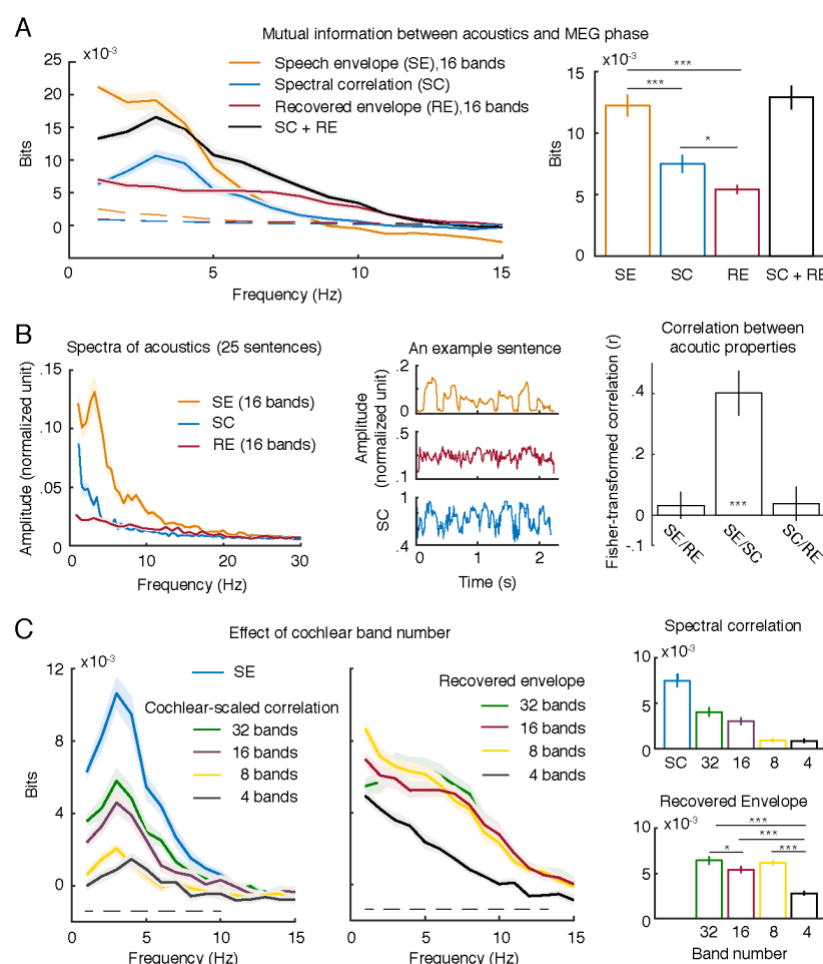 A
Mutual information between acoustics and MEG phase
x10⁻³
25
20
15
10
5
0
Bits
Speech envelope (SE),16 bands
Spectral correlation (SC)
Recovered envelope (RE),16 bands
SC + RE
0
5
10
15
Frequency (Hz)
x10⁻³
15
10
5
0
Bits
***
***
*
SE SC RE SC + RE
B
Spectra of acoustics (25 sentences)
.0150
.10
.05
0
Amplitude (normalized unit)
SE (16 bands)
SC
RE (16 bands)
0 10 20 30
Frequency (Hz)
An example sentence
Amplitude
(normalized unit)
.2
0
.5
.1
SC
1
.4
0 1 2
Time (s)
Correlation between
acoutic properties
Fisher-transformed correlation (r)
.4
.2
0
-.1
***
SE/RE SE/SC SC/RE
C
Effect of cochlear band number
x10⁻³
12
8
4
0
Bits
SE
Cochlear-scaled correlation
32 bands
16 bands
8 bands
4 bands
0 5 10 15
Frequency (Hz)
Recovered envelope
32 bands
16 bands
8 bands
4 bands
0 5 10 15
Frequency (Hz)
Spectral correlation
x10⁻³
10
5
0
SC 32 16 8 4
Recovered Envelope
x10⁻³
10
5
0
***
***
* ***
32 16 8 4
Band number